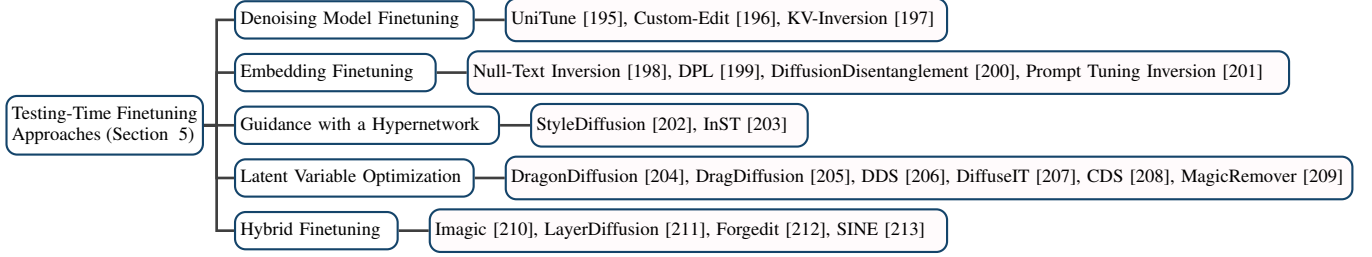 Denoising Model Finetuning
UniTune [195], Custom-Edit [196], KV-Inversion [197]
Embedding Finetuning
Null-Text Inversion [198], DPL [199], DiffusionDisentanglement [200], Prompt Tuning Inversion [201]
Testing-Time Finetuning
Approaches (Section 5)
Guidance with a Hypernetwork
StyleDiffusion [202], InST [203]
Latent Variable Optimization
DragonDiffusion [204], DragDiffusion [205], DDS [206], DiffuseIT [207], CDS [208], MagicRemover [209]
Hybrid Finetuning
Imagic [210], LayerDiffusion [211], Forgedit [212], SINE [213]